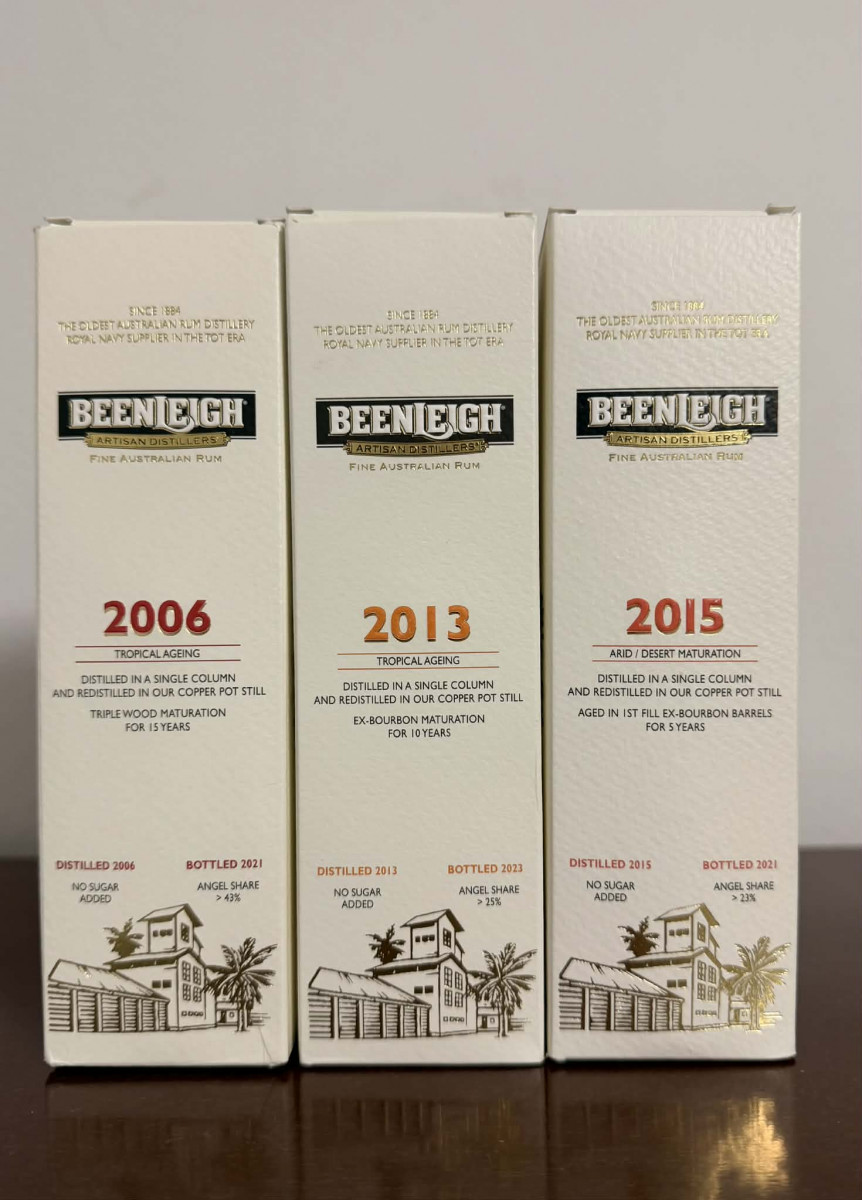 SINCE 1884
THE OLDEST AUSTRALIAN RUM DISTILLERY
ROYAL NAVY SUPPLIER IN THE TOT ERA
BEENLEIGH
ARTISAN DISTILLERS
FINE AUSTRALIAN RUM
2006
TROPICAL AGEING
DISTILLED IN A SINGLE COLUMN
AND REDISTILLED IN OUR COPPER POT STILL
TRIPLE WOOD MATURATION
FOR 15 YEARS
DISTILLED 2006
NO SUGAR
ADDED
BOTTLED 2021
ANGEL SHARE
> 43%
SINCE 1884
THE OLDEST AUSTRALIAN RUM DISTILLERY
ROYAL NAVY SUPPLIER IN THE TOT ERA
BEENLEIGH
ARTISAN DISTILLERS
FINE AUSTRALIAN RUM
2013
TROPICAL AGEING
DISTILLED IN A SINGLE COLUMN
AND REDISTILLED IN OUR COPPER POT STILL
EX-BOURBON MATURATION
FOR 10 YEARS
DISTILLED 2013
NO SUGAR
ADDED
BOTTLED 2023
ANGEL SHARE
> 25%
SINCE 1884
THE OLDEST AUSTRALIAN RUM DISTILLERY
ROYAL NAVY SUPPLIER IN THE TOT ERA
BEENLEIGH
ARTISAN DISTILLERS
FINE AUSTRALIAN RUM
2015
ARID / DESERT MATURATION
DISTILLED IN A SINGLE COLUMN
AND REDISTILLED IN OUR COPPER POT STILL
AGED IN 1ST FILL EX-BOURBON BARRELS
FOR 5 YEARS
DISTILLED 2015
NO SUGAR
ADDED
BOTTLED 2021
ANGEL SHARE
> 23%